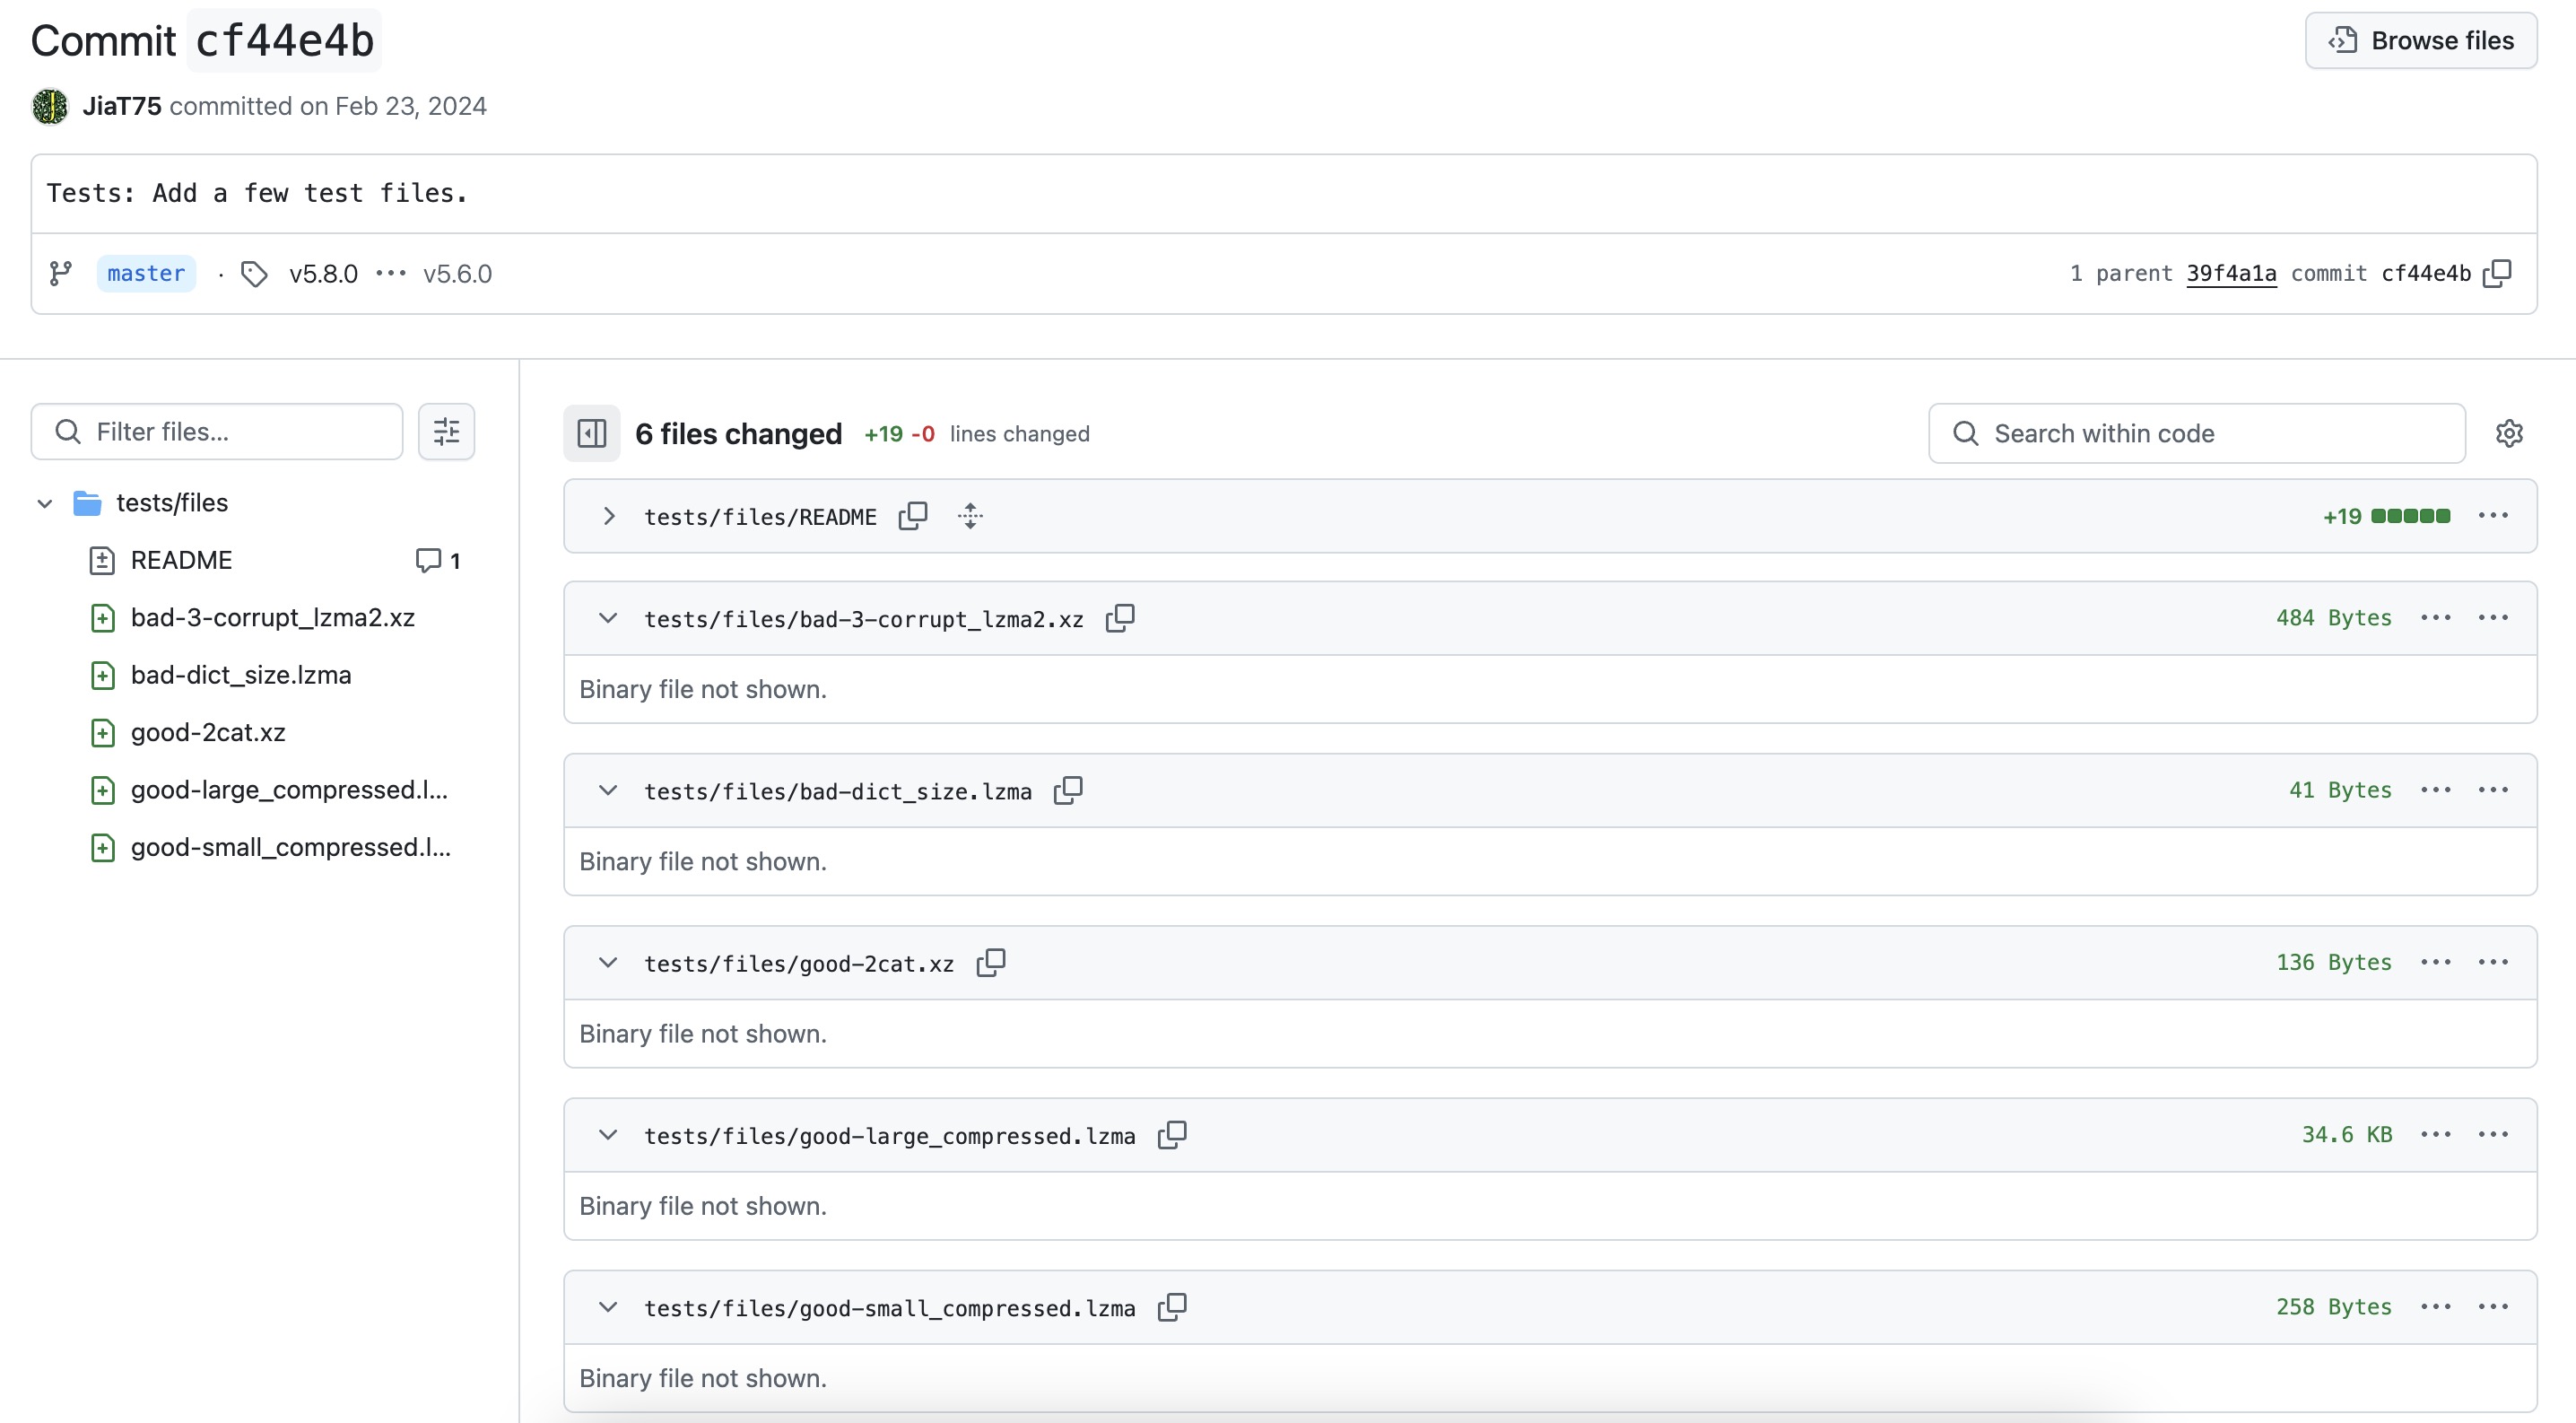 Commit cf44e4b
Browse files
JiaT75 committed on Feb 23, 2024
Tests: Add a few test files.
master · v5.8.0 ··· v5.6.0
1 parent 39f4a1a commit cf44e4b
Filter files...
6 files changed +19 -0 lines changed
Search within code
tests/files
README 1
bad-3-corrupt_lzma2.xz
bad-dict_size.lzma
good-2cat.xz
good-large_compressed.l...
good-small_compressed.l...
tests/files/README
+19
tests/files/bad-3-corrupt_lzma2.xz
484 Bytes
Binary file not shown.
tests/files/bad-dict_size.lzma
41 Bytes
Binary file not shown.
tests/files/good-2cat.xz
136 Bytes
Binary file not shown.
tests/files/good-large_compressed.lzma
34.6 KB
Binary file not shown.
tests/files/good-small_compressed.lzma
258 Bytes
Binary file not shown.